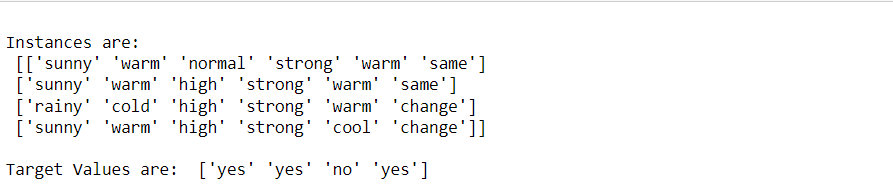 Instances are:
[['sunny' 'warm' 'normal' 'strong' 'warm' 'same']
['sunny' 'warm' 'high' 'strong' 'warm' 'same']
['rainy' 'cold' 'high' 'strong' 'warm' 'change']
['sunny' 'warm' 'high' 'strong' 'cool' 'change']]
Target Values are:  ['yes' 'yes' 'no' 'yes']